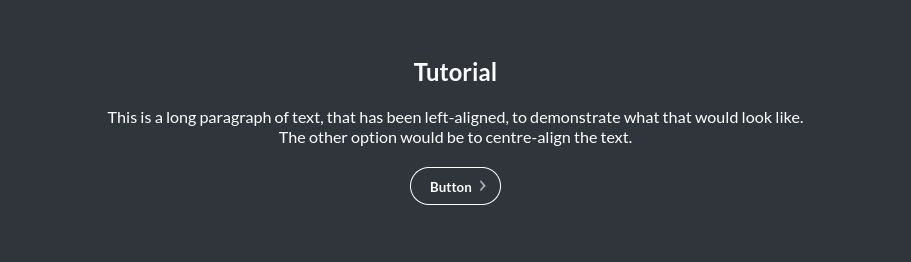 Tutorial
This is a long paragraph of text, that has been left-aligned, to demonstrate what that would look like.
The other option would be to centre-align the text.
Button